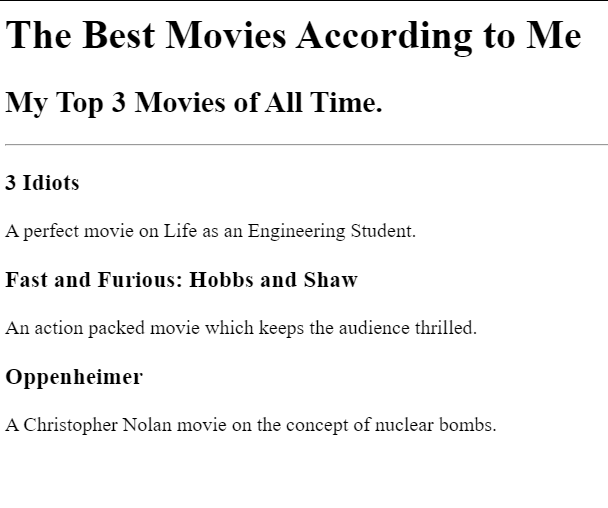 The Best Movies According to Me
My Top 3 Movies of All Time.
3 Idiots
A perfect movie on Life as an Engineering Student.
Fast and Furious: Hobbs and Shaw
An action packed movie which keeps the audience thrilled.
Oppenheimer
A Christopher Nolan movie on the concept of nuclear bombs.